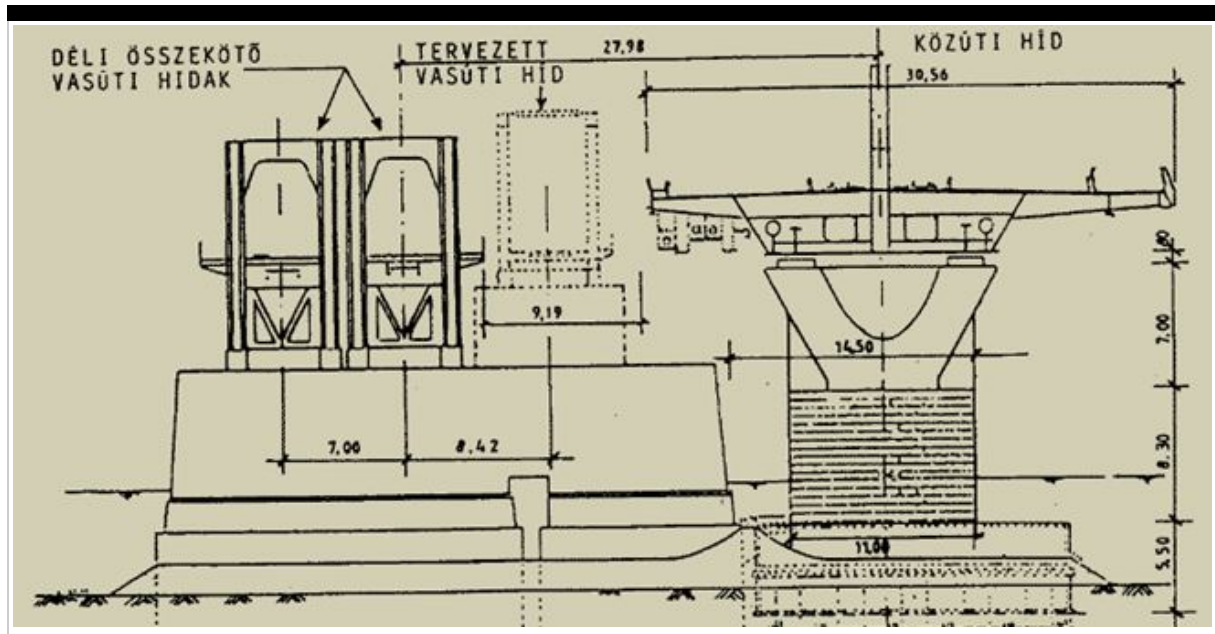 DÉLI ÖSSZEKÖTŐ
VASÚTI HIDAK
TERVEZETT
VASÚTI HÍD
27,98
KÖZÚTI HÍD
30,56
9,19
14,50
7,00
8,30
5,50
7,00
8,42
11,00